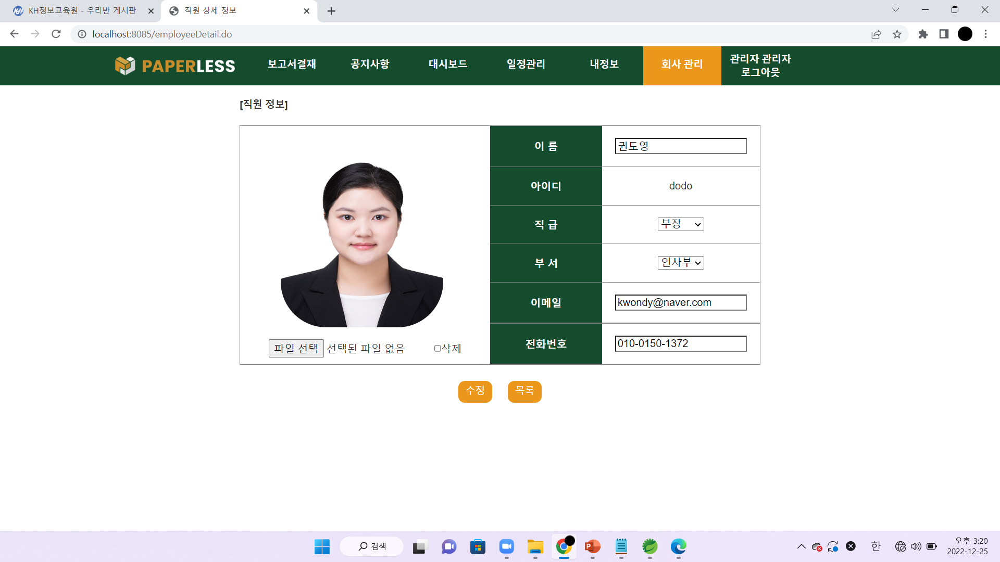 KH정보교육원 - 우리반 게시판
직원 상세 정보
localhost:8085/employeeDetail.do
PAPERLESS
보고서결재
공지사항
대시보드
일정관리
내정보
회사 관리
관리자 관리자
로그아웃
[직원 정보]
이 름
권도영
아이디
dodo
직 급
부장
부 서
인사부
이메일
kwondy@naver.com
전화번호
010-0150-1372
파일 선택 선택된 파일 없음
삭제
수정
목록
검색
한
오후 3:20
2022-12-25